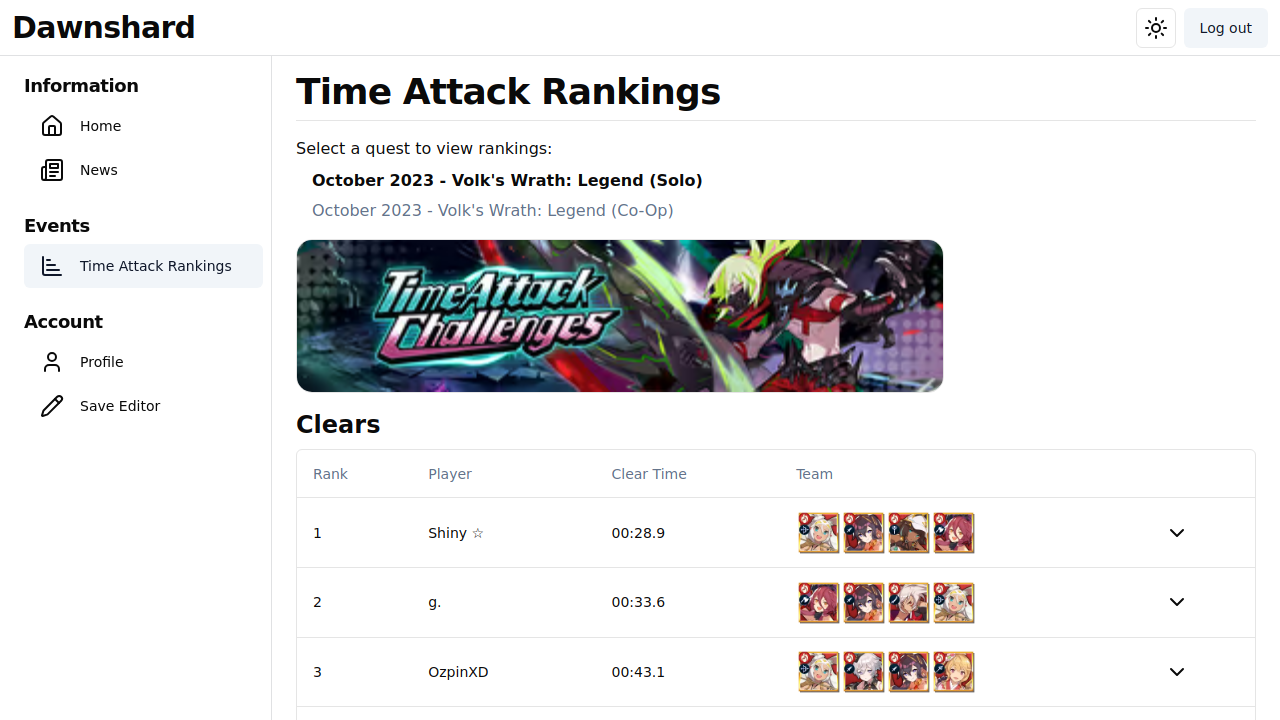 Dawnshard
Log out
Information
Home
News
Events
Time Attack Rankings
Account
Profile
Save Editor
Time Attack Rankings
Select a quest to view rankings:
October 2023 - Volk's Wrath: Legend (Solo)
October 2023 - Volk's Wrath: Legend (Co-Op)
Time Attack
Challenges
Clears
Rank Player Clear Time Team
1 Shiny ☆ 00:28.9
2 g. 00:33.6
3 OzpinXD 00:43.1